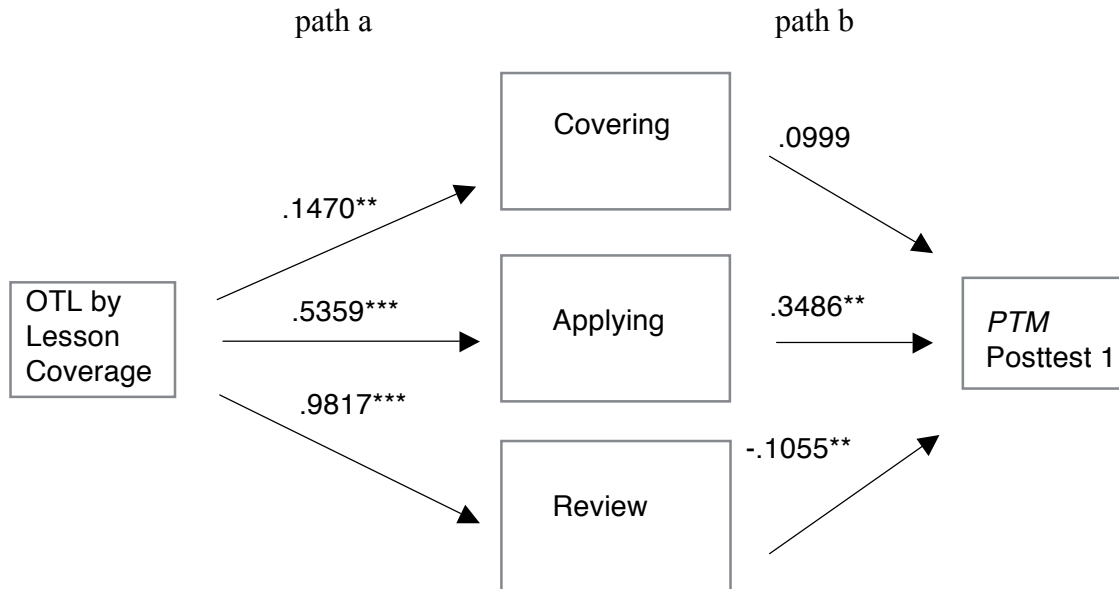 path a
path b
Covering
.0999
.1470**
OTL by
Lesson
Coverage
.5359***
Applying
.3486**
PTM
Posttest 1
.9817***
-.1055**
Review